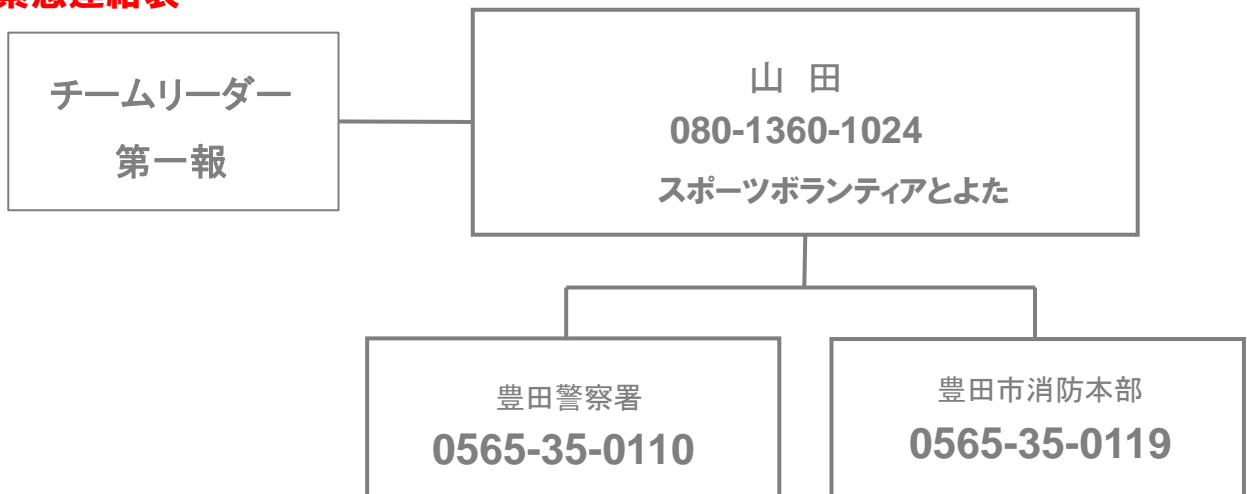 緊急連絡表
チームリーダー
第一報
山　田
080-1360-1024
スポーツボランティアとよた
豊田警察署
0565-35-0110
豊田市消防本部
0565-35-0119